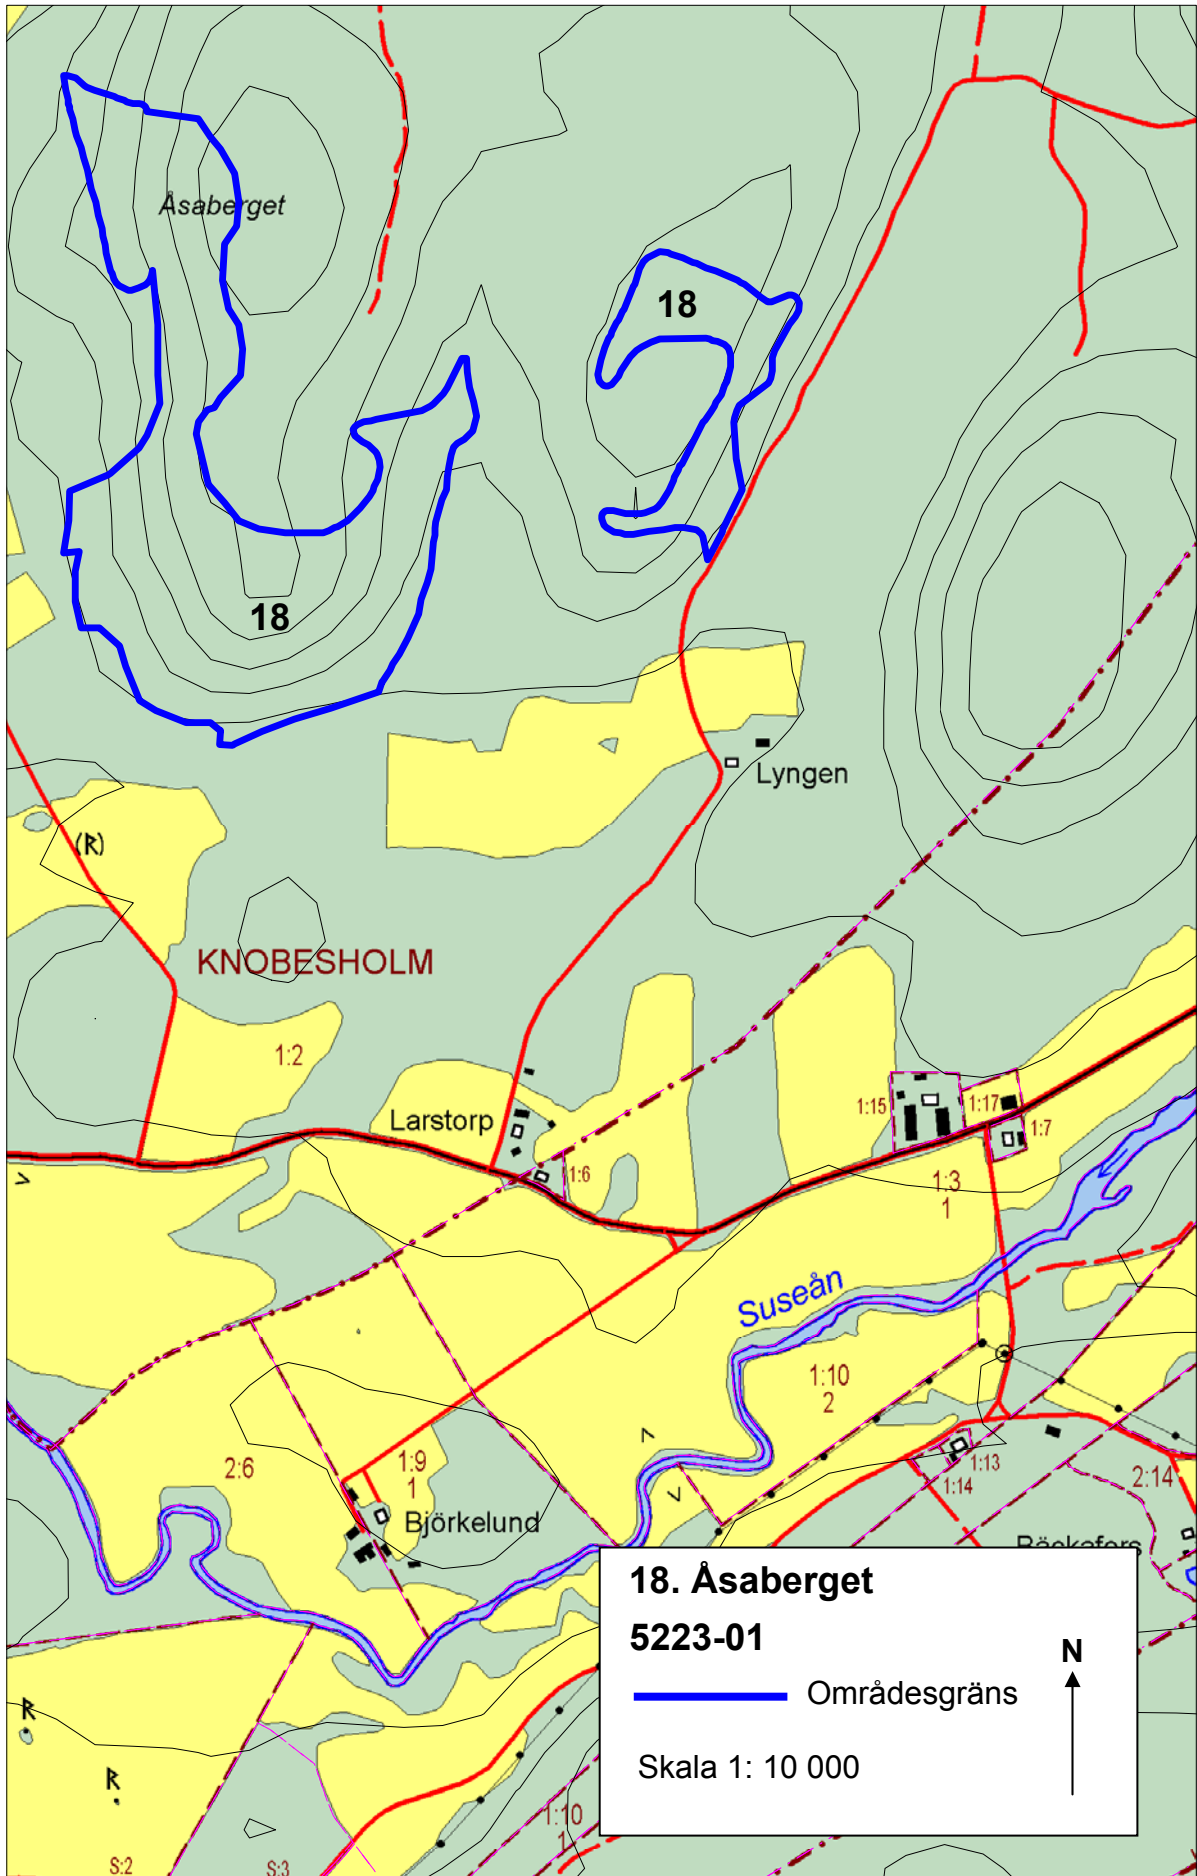 Åsaberget
18
18
Lyngen
(R)
KNOBESHOLM
1:2
Larstorp
1:15
1:17
1:7
1:6
1:3
1
Suseån
1:10
2
2:6
1:9
1
1:13
1:14
2:14
Björkelund
Bäckafors
18. Åsaberget
5223-01
N
Områdesgräns
Skala 1: 10 000
R
R
1:10
1
S:2
S:3